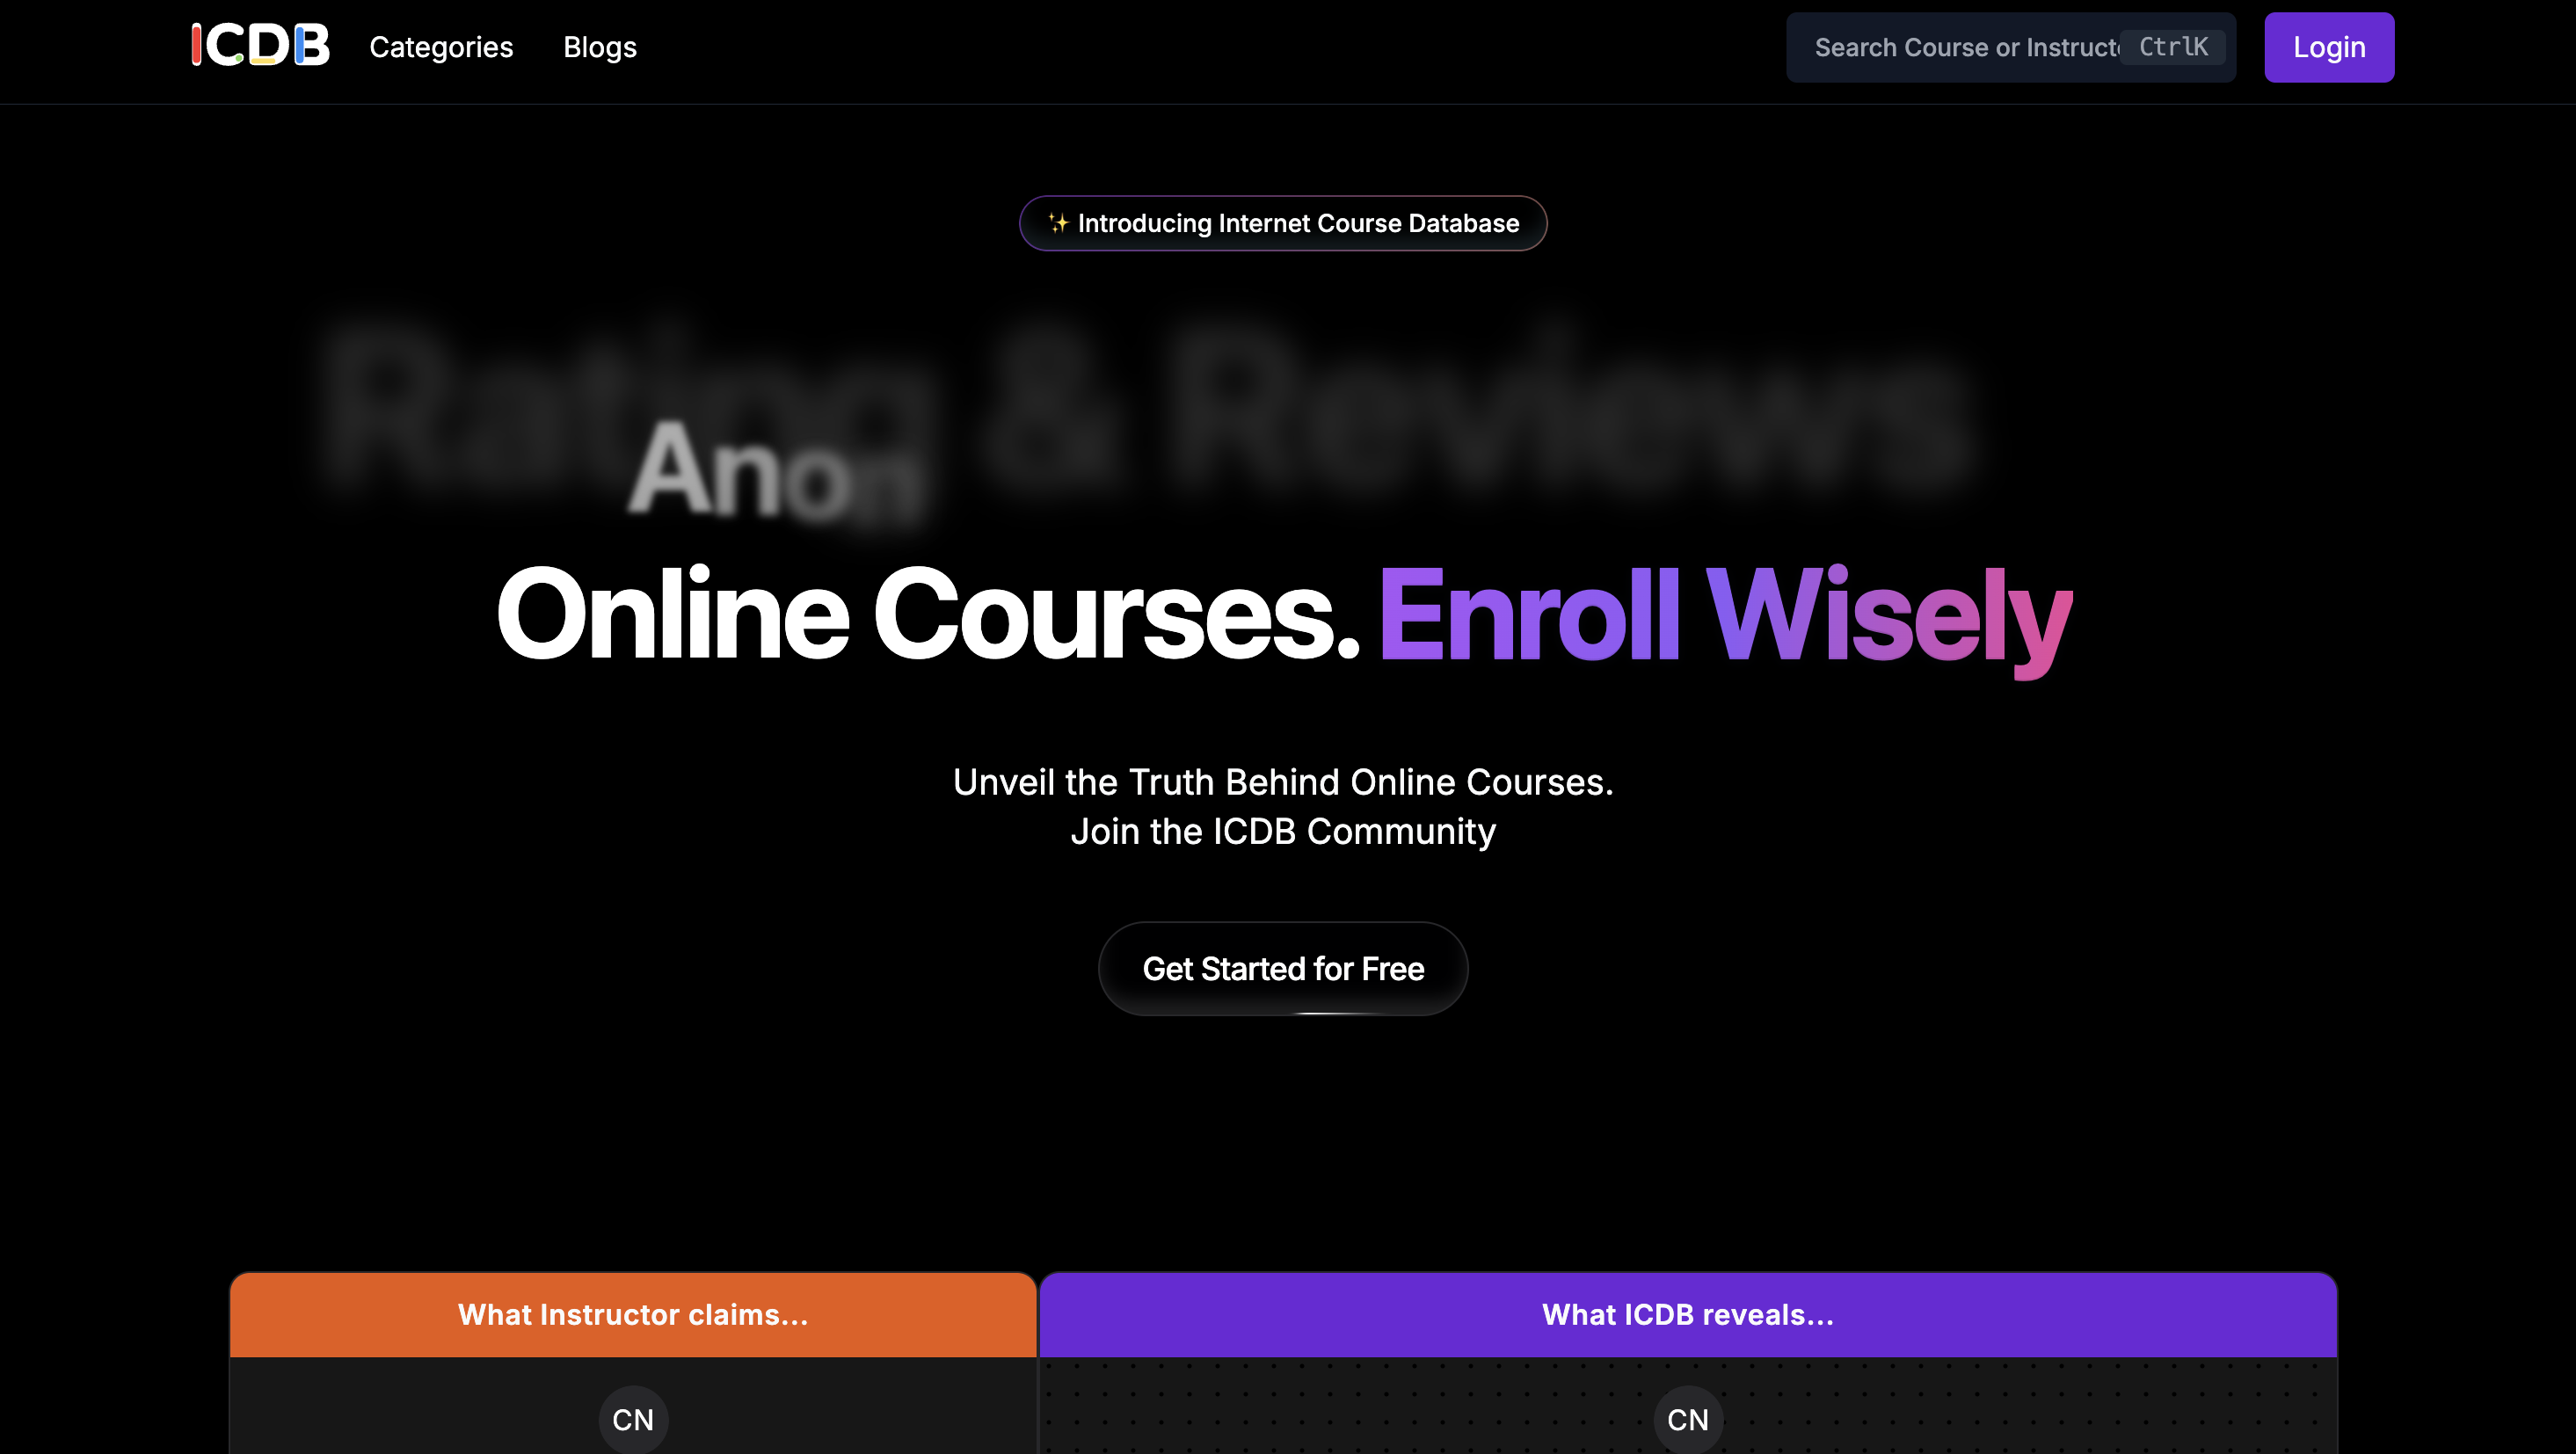 ICDB Categories Blogs Search Course or Instruct CtrlK Login
✨ Introducing Internet Course Database
Rating & Reviews
Anon
Online Courses. Enroll Wisely
Unveil the Truth Behind Online Courses.
Join the ICDB Community
Get Started for Free
What Instructor claims... What ICDB reveals...
CN CN